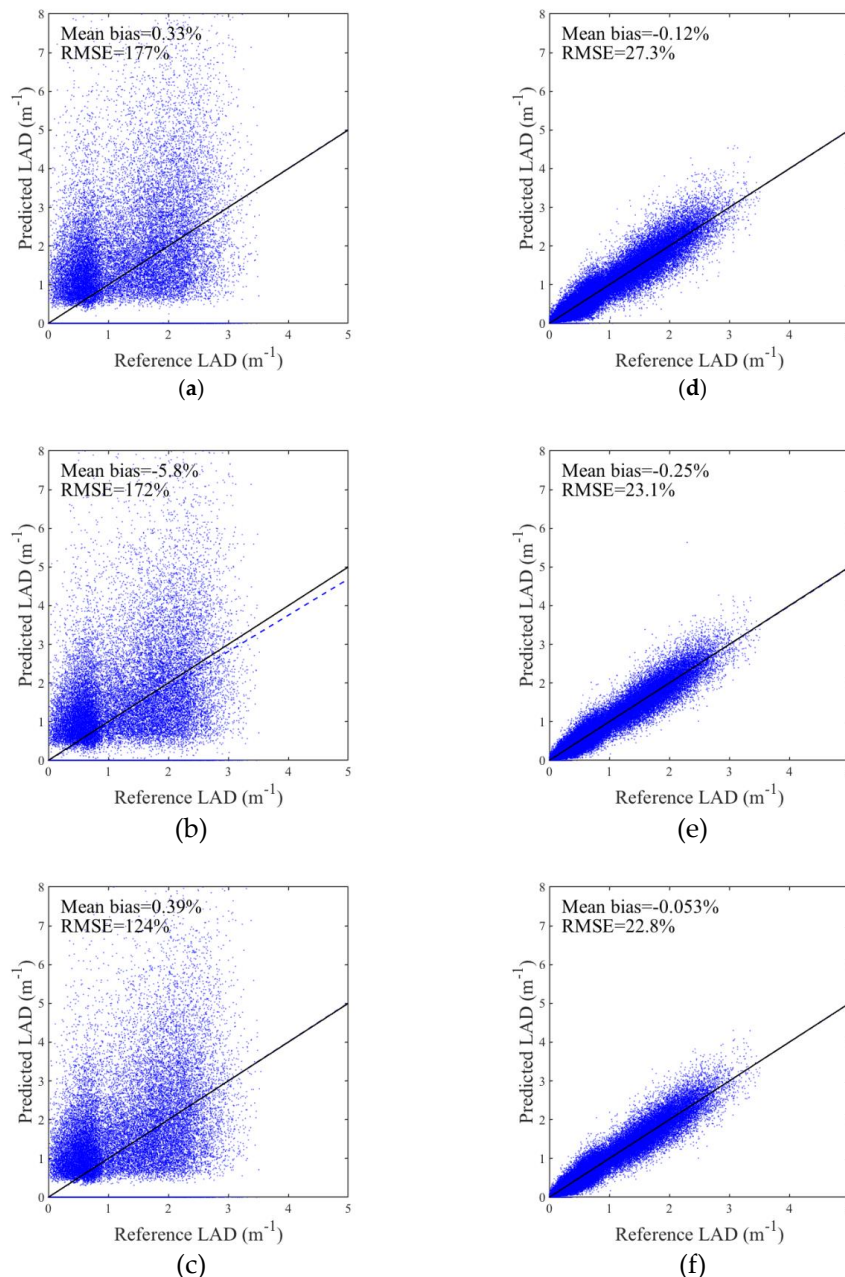 Mean bias=0.33%
RMSE=177%
8
7
6
5
4
3
2
1
0
Predicted LAD (m⁻¹)
0 1 2 3 4 5
Reference LAD (m⁻¹)
(a)
Mean bias=-0.12%
RMSE=27.3%
8
7
6
5
4
3
2
1
0
Predicted LAD (m⁻¹)
0 1 2 3 4
Reference LAD (m⁻¹)
(d)
Mean bias=-5.8%
RMSE=172%
8
7
6
5
4
3
2
1
0
Predicted LAD (m⁻¹)
0 1 2 3 4 5
Reference LAD (m⁻¹)
(b)
Mean bias=-0.25%
RMSE=23.1%
8
7
6
5
4
3
2
1
0
Predicted LAD (m⁻¹)
0 1 2 3 4
Reference LAD (m⁻¹)
(e)
Mean bias=0.39%
RMSE=124%
8
7
6
5
4
3
2
1
0
Predicted LAD (m⁻¹)
0 1 2 3 4 5
Reference LAD (m⁻¹)
(c)
Mean bias=-0.053%
RMSE=22.8%
8
7
6
5
4
3
2
1
0
Predicted LAD (m⁻¹)
0 1 2 3 4
Reference LAD (m⁻¹)
(f)